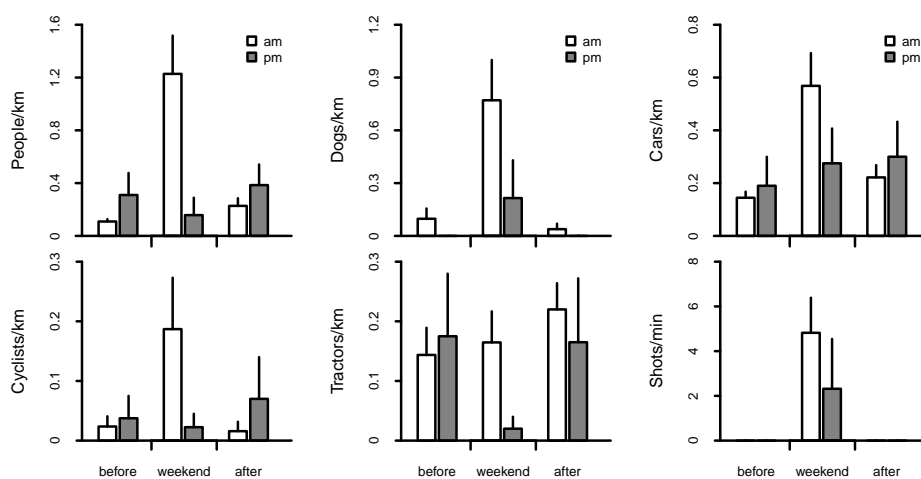 People/km
1.6
1.2
0.8
0.4
0
am
pm
Dogs/km
1.2
0.9
0.6
0.3
0
am
pm
Cars/km
0.8
0.6
0.4
0.2
0
am
pm
Cyclists/km
0.3
0.2
0.1
0
before weekend after
Tractors/km
0.3
0.2
0.1
0
before weekend after
Shots/min
8
6
4
2
0
before weekend after